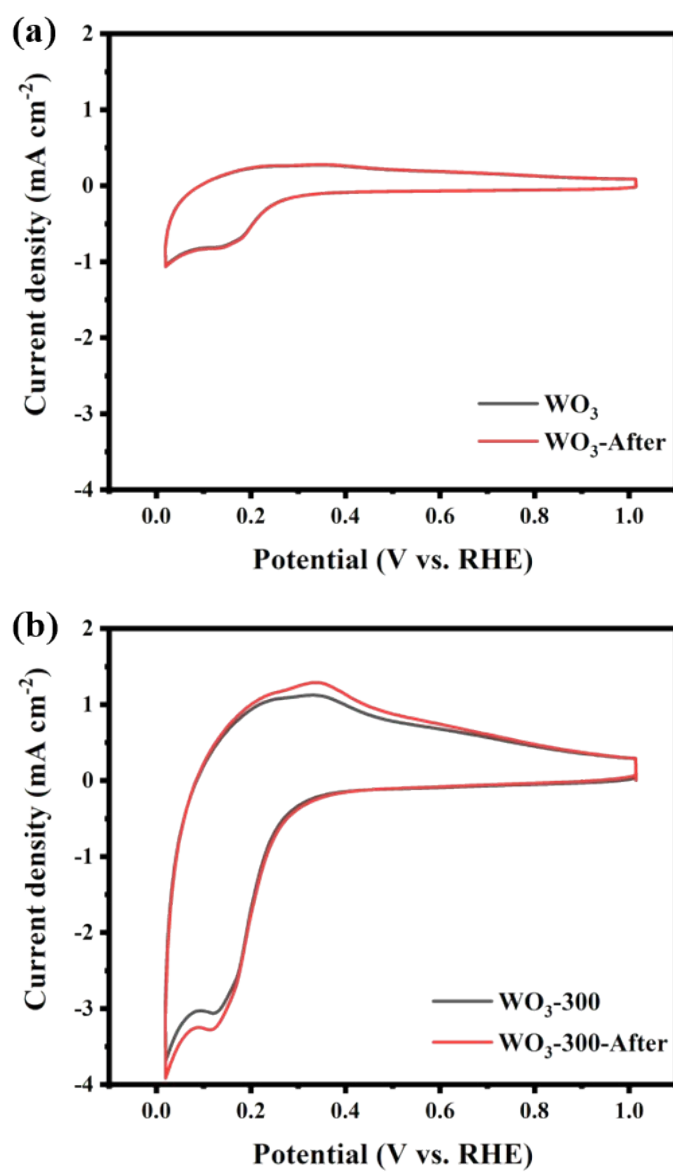 (a)
Current density (mA cm⁻²)
2
1
0
-1
-2
-3
-4
WO₃
WO₃-After
0.0 0.2 0.4 0.6 0.8 1.0
Potential (V vs. RHE)
(b)
Current density (mA cm⁻²)
2
1
0
-1
-2
-3
-4
WO₃-300
WO₃-300-After
0.0 0.2 0.4 0.6 0.8 1.0
Potential (V vs. RHE)